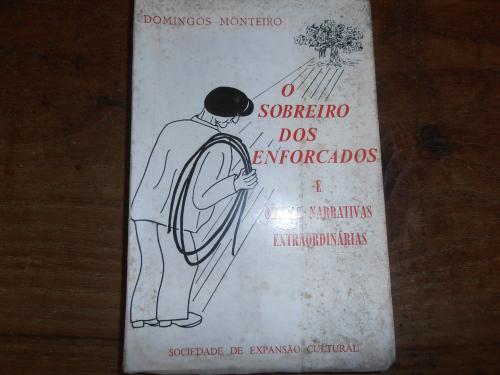 DOMINGOS MONTEIRO
O
SOBREIRO
DOS
ENFORCADOS
E
NARRATIVAS
EXTRAORDINÁRIAS
SOCIEDADE DE EXPANSÃO CULTURAL